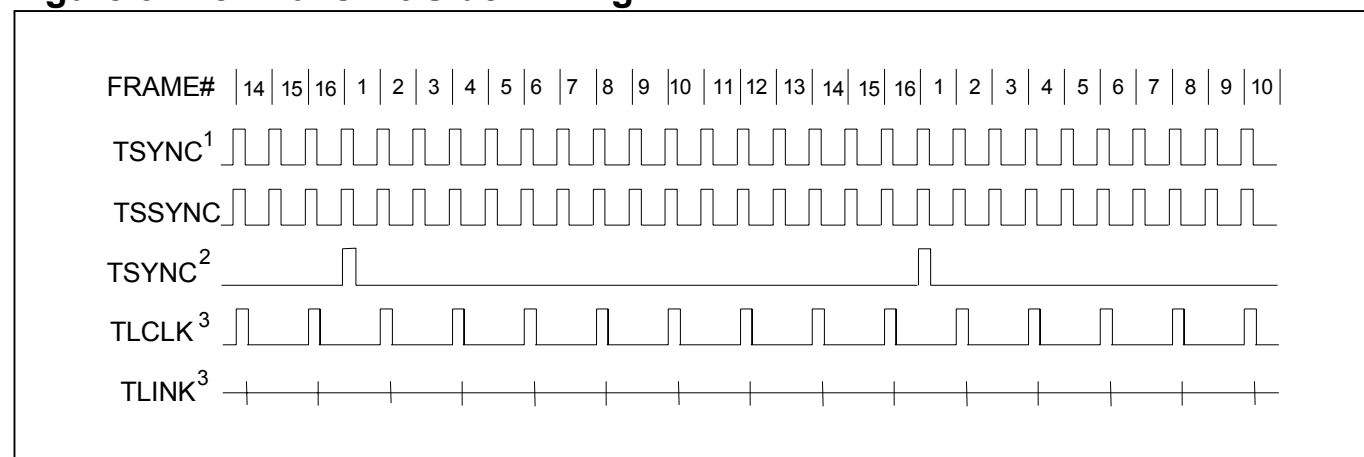 FRAME# 14 15 16 1 2 3 4 5 6 7 8 9 10 11 12 13 14 15 16 1 2 3 4 5 6 7 8 9 10
TSYNC¹
TSSYNC
TSYNC²
TLCLK³
TLINK³